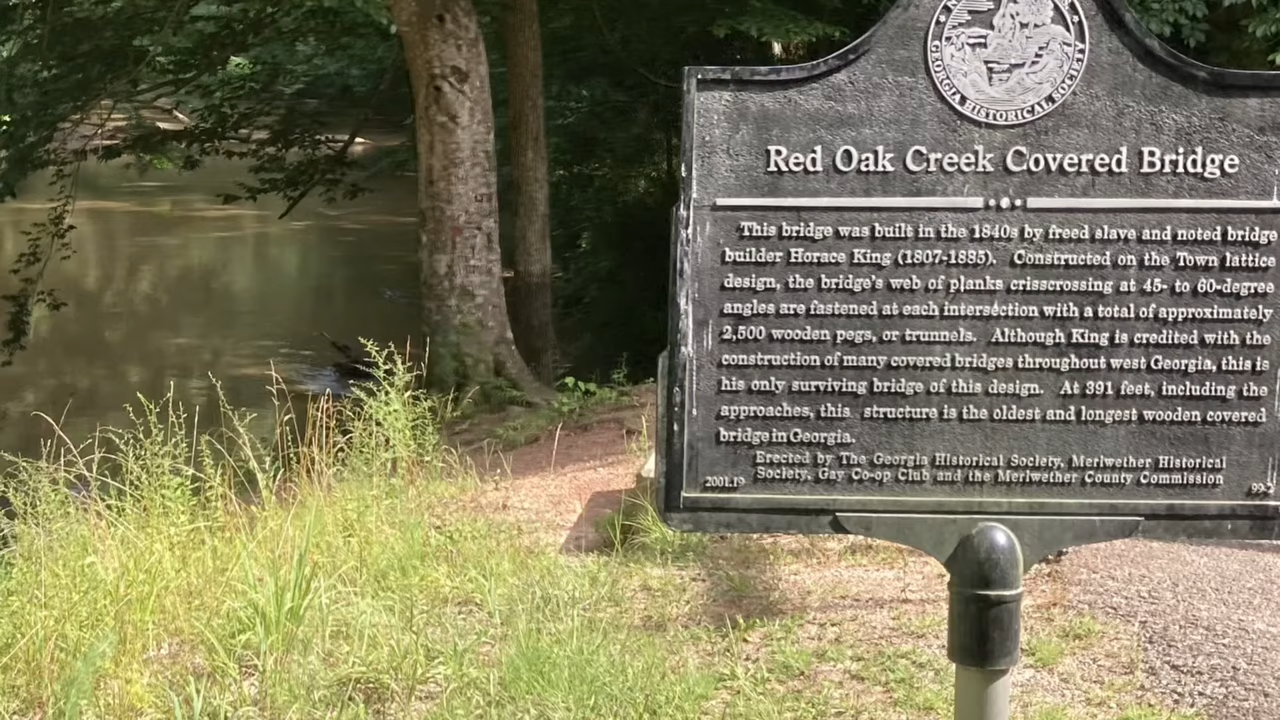 GEORGIA HISTORICAL SOCIETY
Red Oak Creek Covered Bridge
This bridge was built in the 1840s by freed slave and noted bridge
builder Horace King (1807-1885). Constructed on the Town lattice
design, the bridge's web of planks crisscrossing at 45- to 60-degree
angles are fastened at each intersection with a total of approximately
2,500 wooden pegs, or trunnels. Although King is credited with the
construction of many covered bridges throughout west Georgia, this is
his only surviving bridge of this design. At 391 feet, including the
approaches, this structure is the oldest and longest wooden covered
bridge in Georgia.
Erected by The Georgia Historical Society, Meriwether Historical
Society, Gay Co-op Club and the Meriwether County Commission
2001.19 99-2